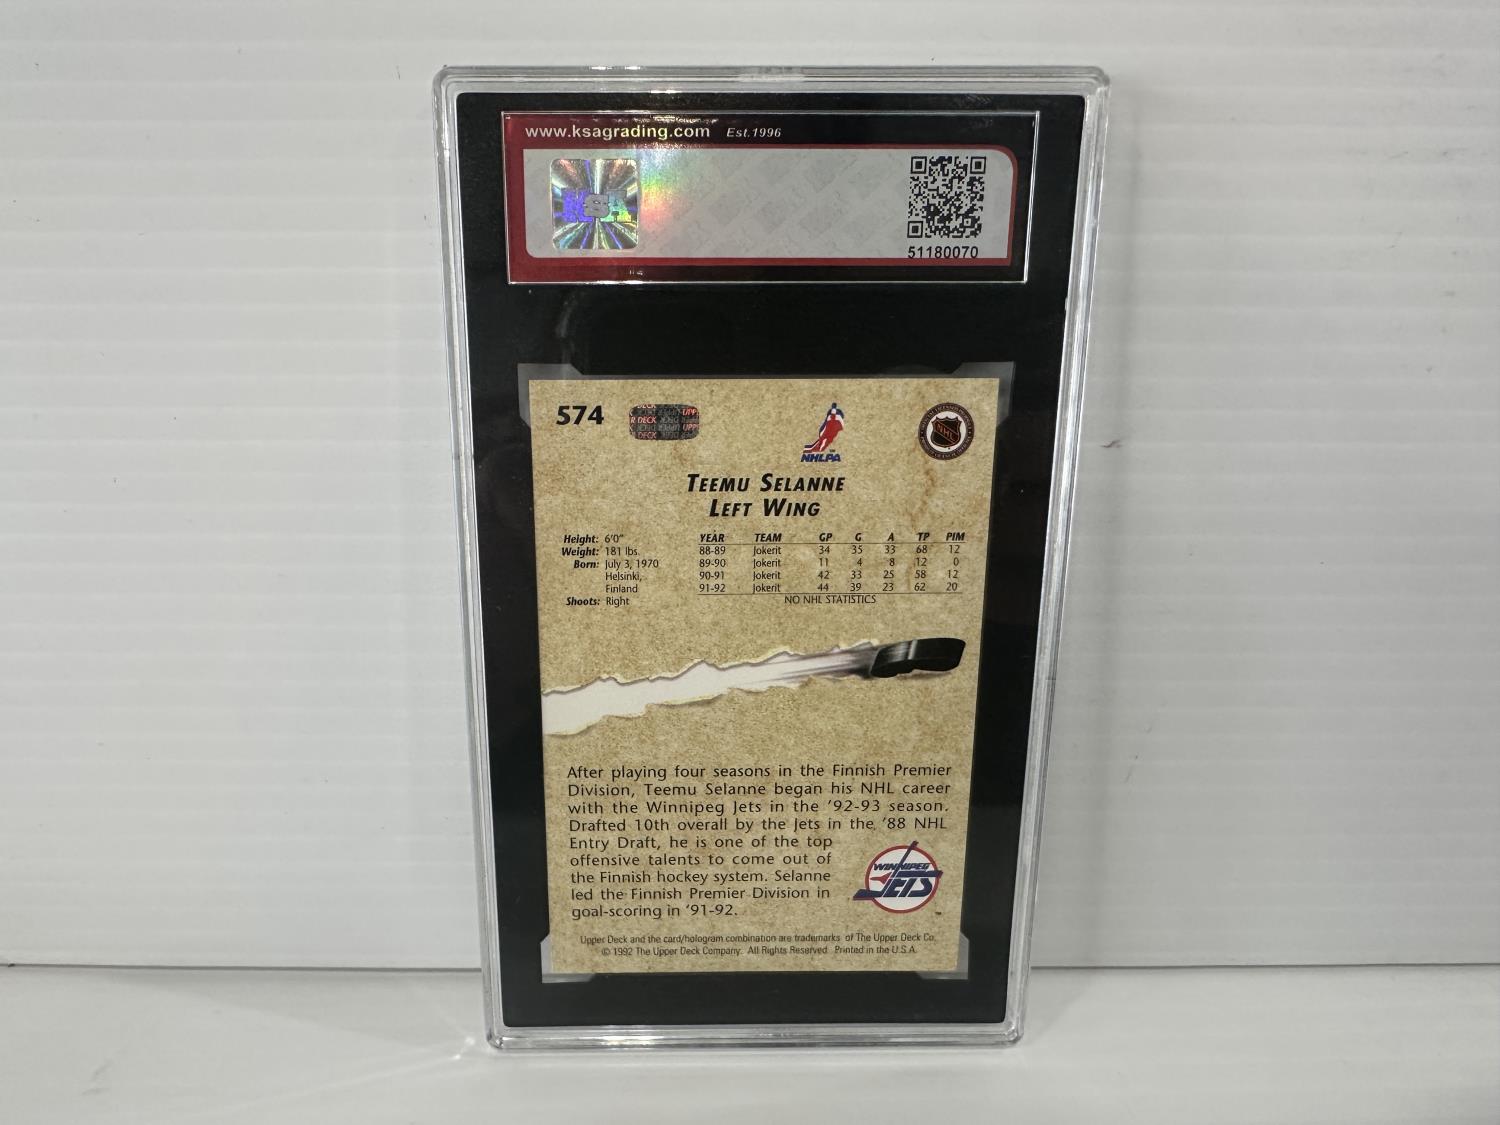 www.ksagrading.com Est.1996
KSA
51180070
574
NHLPA
NHL
TEEMU SELANNE
LEFT WING
Height: 6'0"
Weight: 181 lbs.
Born: July 3, 1970
Helsinki,
Finland
Shoots: Right
YEAR TEAM GP G A TP PIM
88-89 Jokerit 34 35 33 68 12
89-90 Jokerit 11 4 8 12 0
90-91 Jokerit 42 33 25 58 12
91-92 Jokerit 44 39 23 62 20
NO NHL STATISTICS
After playing four seasons in the Finnish Premier
Division, Teemu Selanne began his NHL career
with the Winnipeg Jets in the '92-93 season.
Drafted 10th overall by the Jets in the '88 NHL
Entry Draft, he is one of the top
offensive talents to come out of
the Finnish hockey system. Selanne
led the Finnish Premier Division in
goal-scoring in '91-92.
WINNIPEG
JETS
™
Upper Deck and the card/hologram combination are trademarks of The Upper Deck Co.
© 1992 The Upper Deck Company. All Rights Reserved. Printed in the U.S.A.